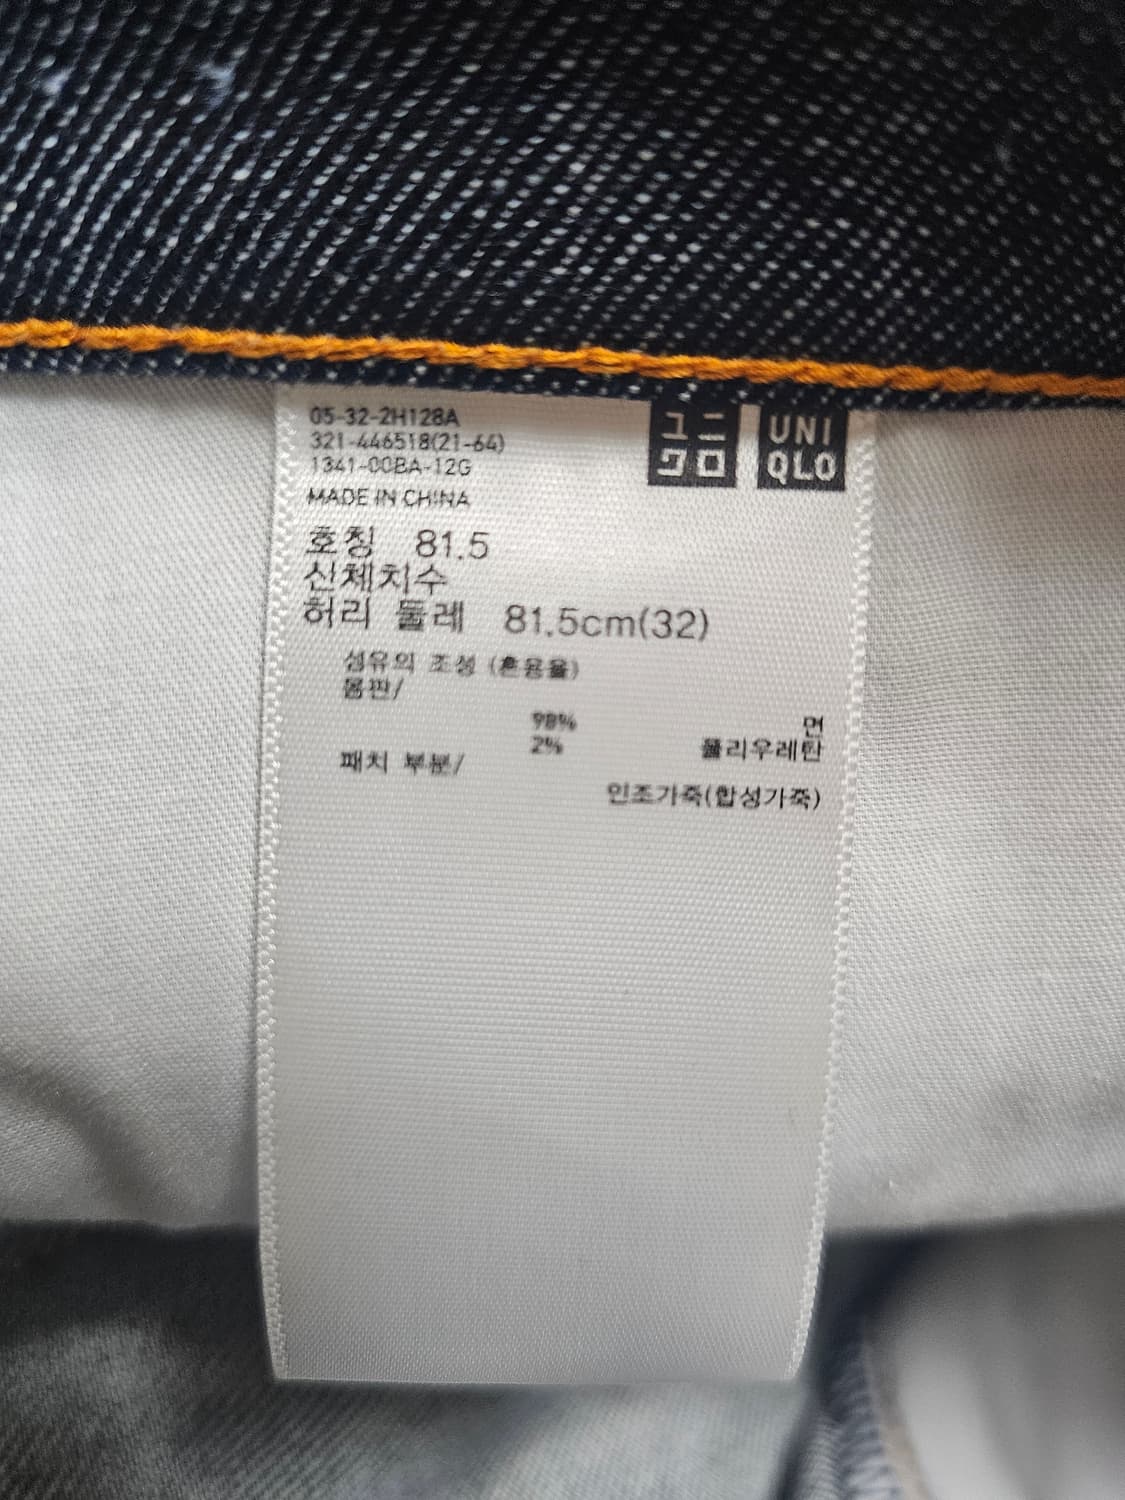 05-32-2H128A
321-446518(21-64)
1341-00BA-12G
MADE IN CHINA
ユニ
クロ
UNI
QLO
호칭 81.5
신체치수
허리 둘레 81.5cm(32)
섬유의 조성 (혼용율)
몸판/
98% 면
2% 폴리우레탄
패치 부분/
인조가죽(합성가죽)